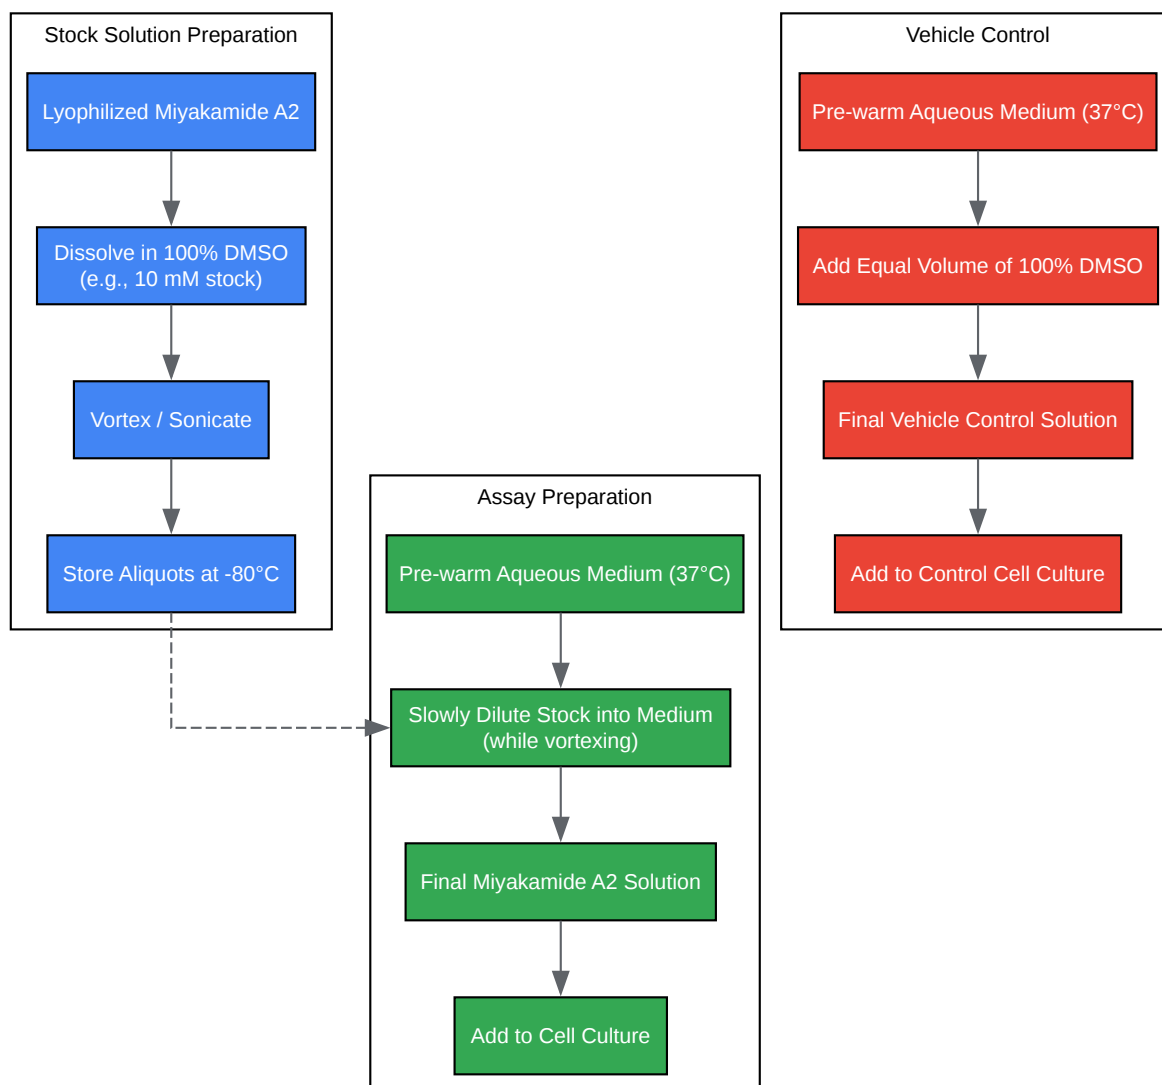 Stock Solution Preparation
Lyophilized Miyakamide A2
Dissolve in 100% DMSO
(e.g., 10 mM stock)
Vortex / Sonicate
Store Aliquots at -80°C
Assay Preparation
Pre-warm Aqueous Medium (37°C)
Slowly Dilute Stock into Medium
(while vortexing)
Final Miyakamide A2 Solution
Add to Cell Culture
Vehicle Control
Pre-warm Aqueous Medium (37°C)
Add Equal Volume of 100% DMSO
Final Vehicle Control Solution
Add to Control Cell Culture